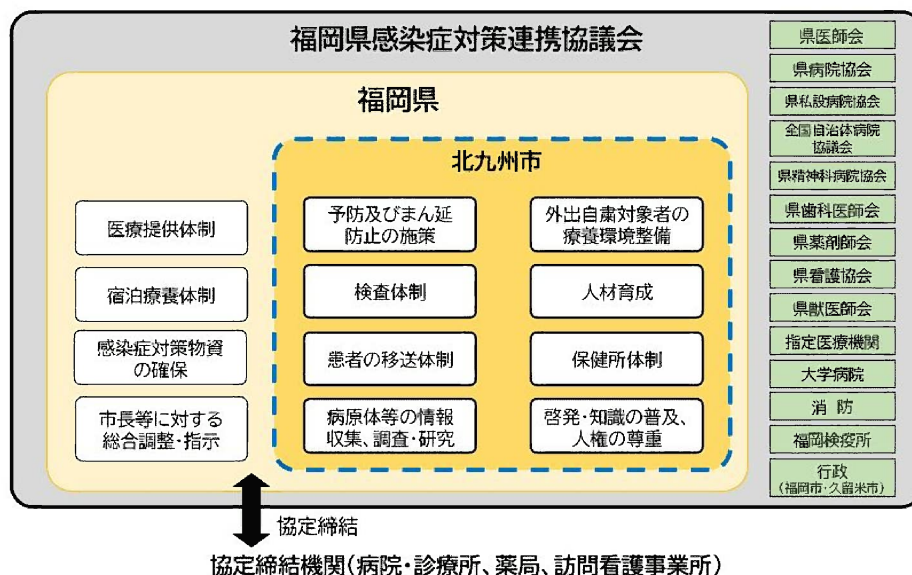 福岡県感染症対策連携協議会
福岡県
医療提供体制
宿泊療養体制
感染症対策物資
の確保
市長等に対する
総合調整・指示
北九州市
予防及びまん延
防止の施策
外出自粛対象者の
療養環境整備
検査体制
人材育成
患者の移送体制
保健所体制
病原体等の情報
収集、調査・研究
啓発・知識の普及、
人権の尊重
県医師会
県病院協会
県私設病院協会
全国自治体病院
協議会
県精神科病院協会
県歯科医師会
県薬剤師会
県看護協会
県獣医師会
指定医療機関
大学病院
消 防
福岡検疫所
行政
(福岡市・久留米市)
協定締結
協定締結機関(病院・診療所、薬局、訪問看護事業所)